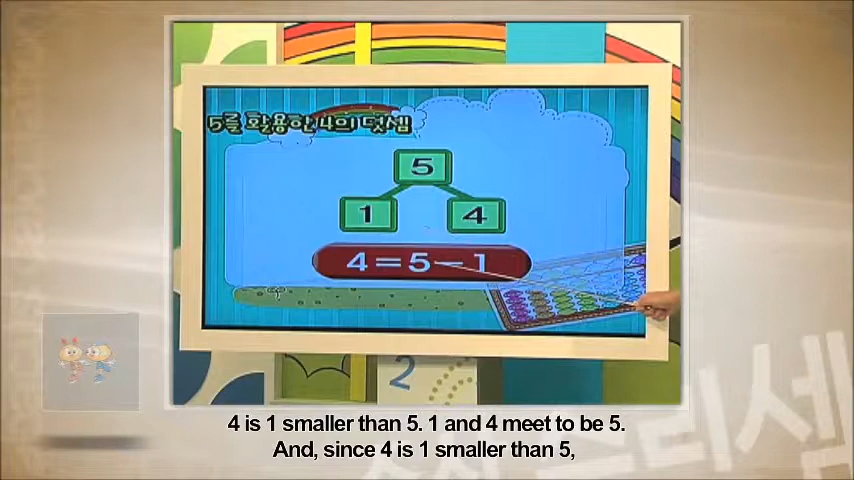 5를 활용한 4의 덧셈
5
1
4
4=5-1
2
4 is 1 smaller than 5. 1 and 4 meet to be 5.
And, since 4 is 1 smaller than 5,